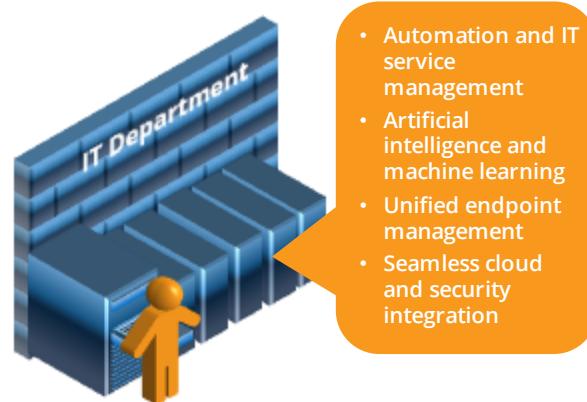 IT Department
• Automation and IT
service
management
• Artificial
intelligence and
machine learning
• Unified endpoint
management
• Seamless cloud
and security
integration